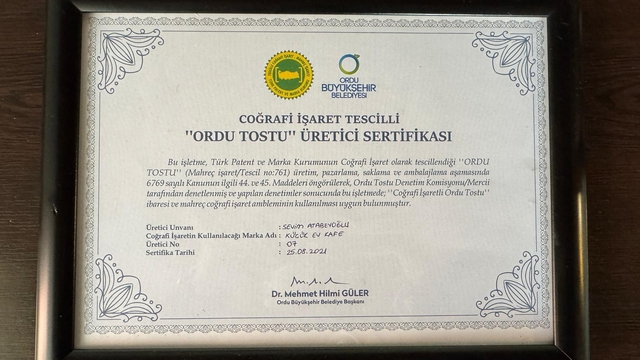 ORDU
BÜYÜKŞEHİR
BELEDİYESİ
COĞRAFİ İŞARET TESCİLLİ
"ORDU TOSTU" ÜRETİCİ SERTİFİKASI
Bu işletme, Türk Patent ve Marka Kurumunun Coğrafi İşaret olarak tescillendiği "ORDU
TOSTU" (Mahreç işaret/Tescil no:761) üretim, pazarlama, saklama ve ambalajlama aşamasında
6769 sayılı Kanunun ilgili 44. ve 45. Maddeleri öngörülerek, Ordu Tostu Denetim Komisyonu/Mercii
tarafından denetlenmiş ve yapılan denetimler sonucunda bu işletmede; "Coğrafi İşaretli Ordu Tostu"
ibaresi ve mahreç coğrafi işaret ambleminin kullanılması uygun bulunmuştur.
Üretici Unvanı : SEVİM ATABEYOĞLU
Coğrafi İşaretin Kullanılacağı Marka Adı : KÜÇÜK EV KAFE
Üretici No : 07
Sertifika Tarihi : 25.08.2021
Dr. Mehmet Hilmi GÜLER
Ordu Büyükşehir Belediye Başkanı